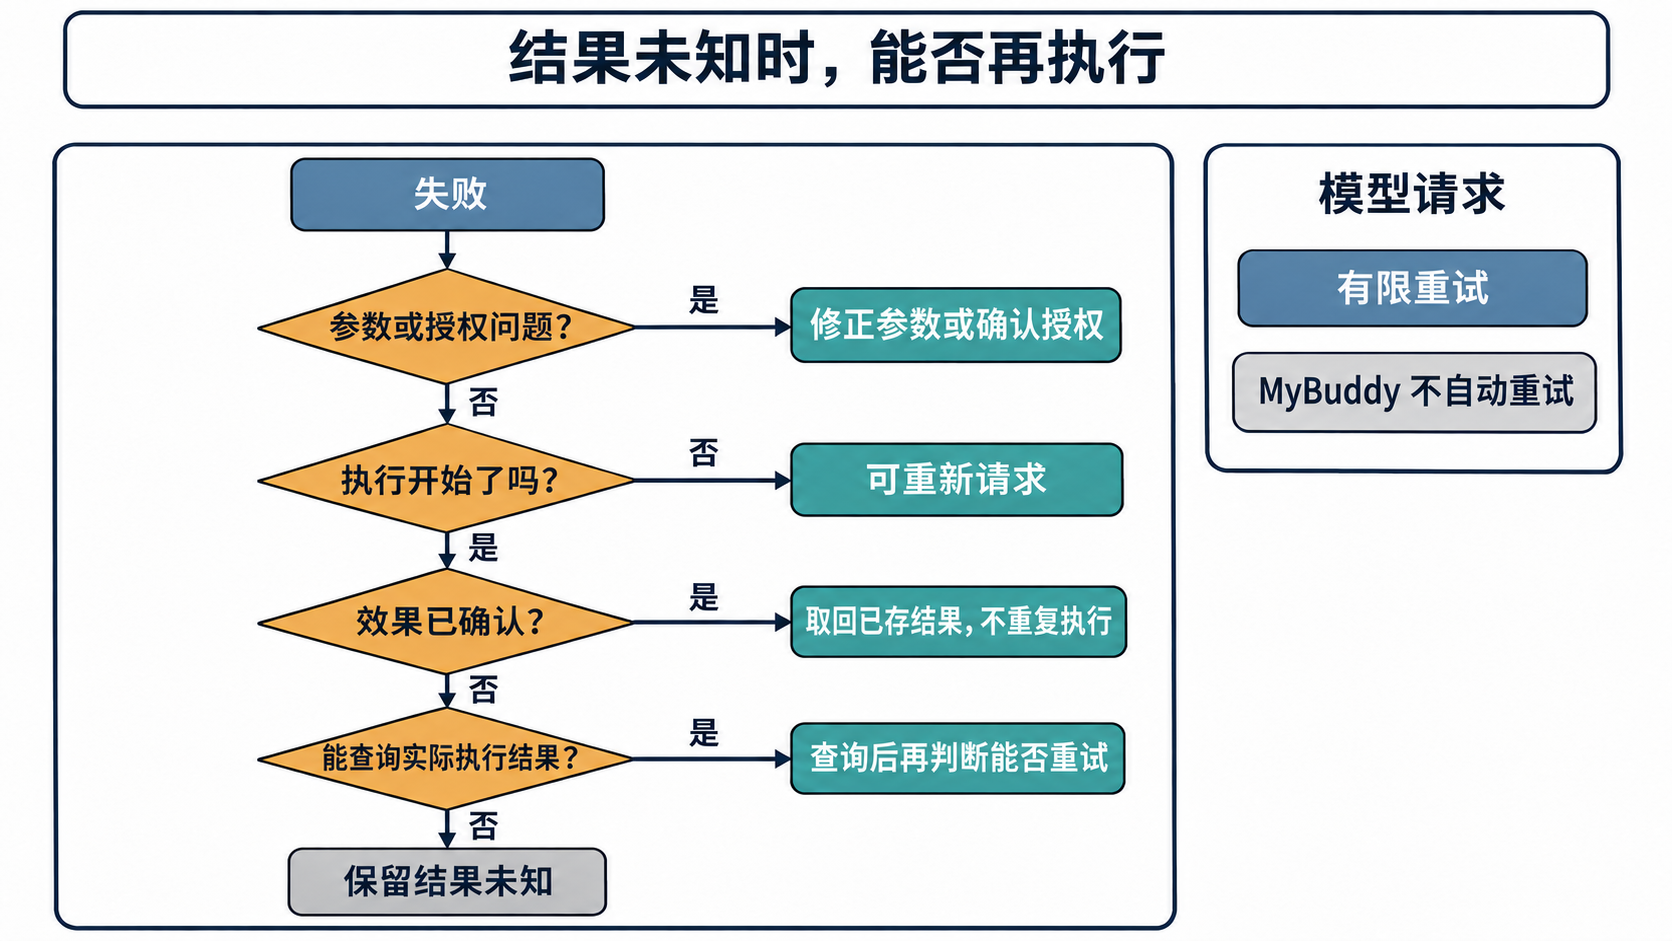 结果未知时，能否再执行
失败
参数或授权问题？
是
修正参数或确认授权
否
执行开始了吗？
否
可重新请求
是
效果已确认？
是
取回已存结果，不重复执行
否
能查询实际执行结果？
是
查询后再判断能否重试
否
保留结果未知
模型请求
有限重试
MyBuddy 不自动重试